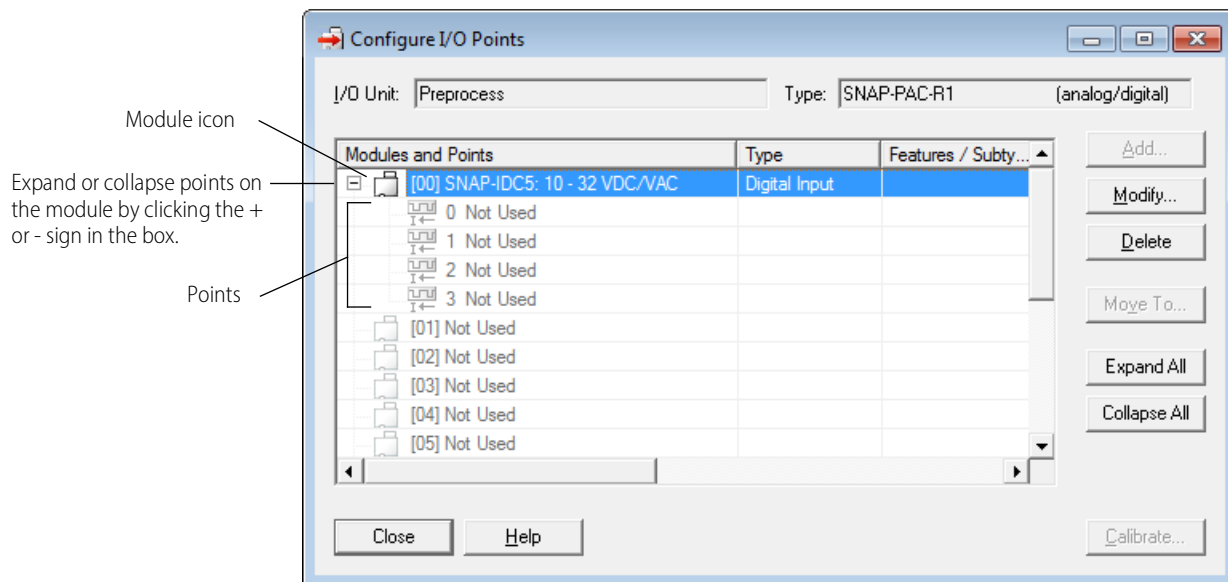 Configure I/O Points
I/O Unit: Preprocess
Type: SNAP-PAC-R1 (analog/digital)
Module icon
Expand or collapse points on
the module by clicking the +
or - sign in the box.
Points
Modules and Points Type Features / Subty...
[00] SNAP-IDC5: 10 - 32 VDC/VAC Digital Input
0 Not Used
1 Not Used
2 Not Used
3 Not Used
[01] Not Used
[02] Not Used
[03] Not Used
[04] Not Used
[05] Not Used
Add...
Modify...
Delete
Move To...
Expand All
Collapse All
Close
Help
Calibrate...